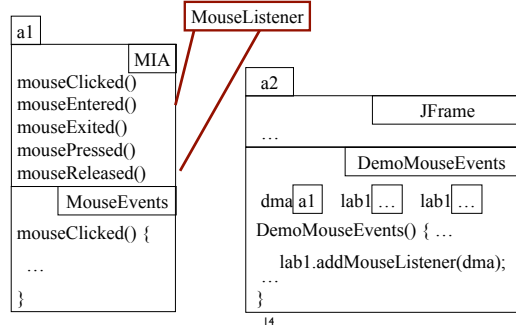 MouseListener
a1
MIA
mouseClicked()
mouseEntered()
mouseExited()
mousePressed()
mouseReleased()
MouseEvents
mouseClicked() {
…
}
a2
JFrame
…
DemoMouseEvents
dma a1 lab1 … lab1 …
DemoMouseEvents() { …
lab1.addMouseListener(dma);
…
}
14